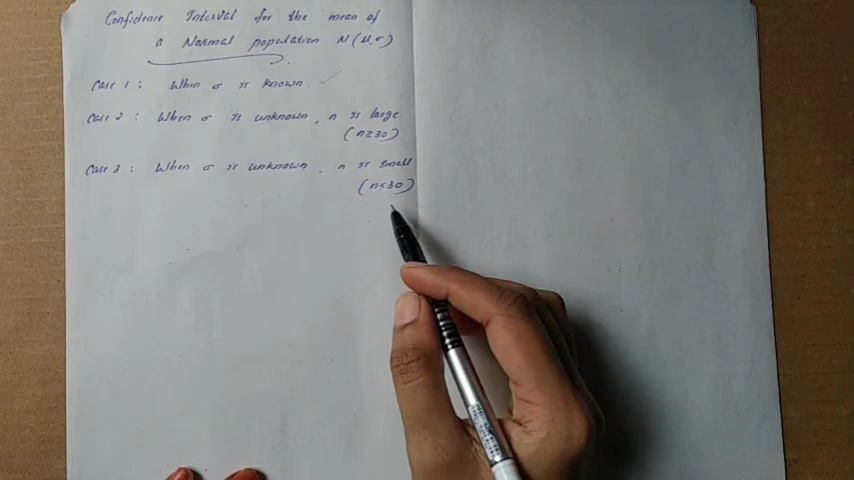 Confidence Interval for the mean of
a Normal population N(μ,σ)
Case 1: When σ is known.
Case 2: When σ is unknown, n is large
(n≥30)
Case 3: When σ is unknown, n is small
(n<30)